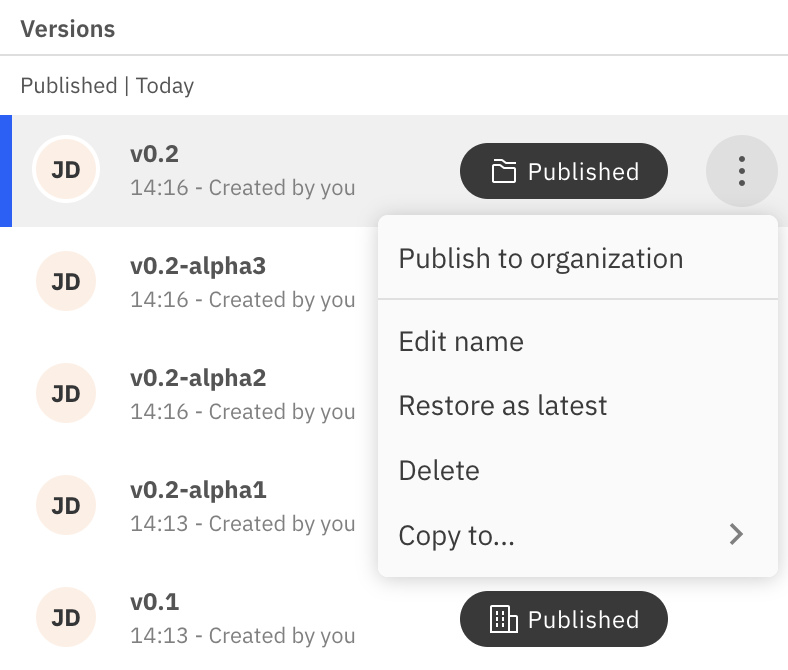 Versions
Published | Today
JD
v0.2
14:16 - Created by you
Published
Publish to organization
JD
v0.2-alpha3
14:16 - Created by you
Edit name
JD
v0.2-alpha2
14:16 - Created by you
Restore as latest
Delete
JD
v0.2-alpha1
14:13 - Created by you
Copy to...
JD
v0.1
14:13 - Created by you
Published